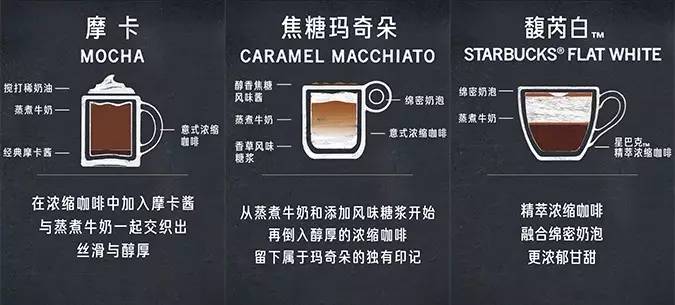 摩卡
MOCHA
搅打稀奶油
蒸煮牛奶
经典摩卡酱
意式浓缩
咖啡
在浓缩咖啡中加入摩卡酱
与蒸煮牛奶一起交织出
丝滑与醇厚
焦糖玛奇朵
CARAMEL MACCHIATO
醇香焦糖
风味酱
蒸煮牛奶
香草风味
糖浆
绵密奶泡
意式浓缩咖啡
从蒸煮牛奶和添加风味糖浆开始
再倒入醇厚的浓缩咖啡
留下属于玛奇朵的独有印记
馥芮白™
STARBUCKS® FLAT WHITE
绵密奶泡
蒸煮牛奶
星巴克™
精萃浓缩咖啡
精萃浓缩咖啡
融合绵密奶泡
更浓郁甘甜